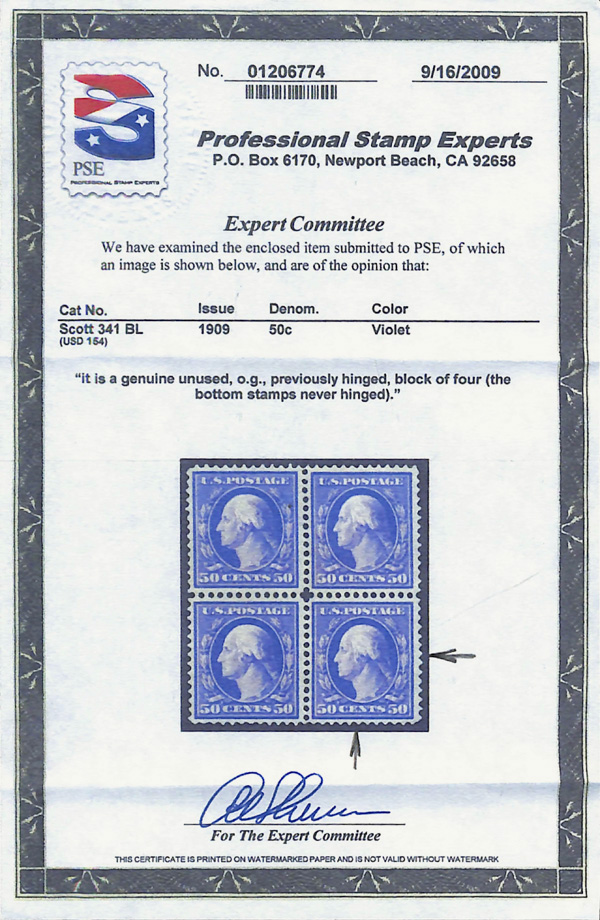 No. 01206774 9/16/2009
PSE
PROFESSIONAL STAMP EXPERTS
Professional Stamp Experts
P.O. Box 6170, Newport Beach, CA 92658
Expert Committee
We have examined the enclosed item submitted to PSE, of which
an image is shown below, and are of the opinion that:
Cat No. Issue Denom. Color
Scott 341 BL 1909 50c Violet
(USD 154)
“it is a genuine unused, o.g., previously hinged, block of four (the
bottom stamps never hinged).”
U.S.POSTAGE U.S.POSTAGE
50 CENTS 50 50 CENTS 50
U.S.POSTAGE U.S.POSTAGE
50 CENTS 50 50 CENTS 50
For The Expert Committee
THIS CERTIFICATE IS PRINTED ON WATERMARKED PAPER AND IS NOT VALID WITHOUT WATERMARK